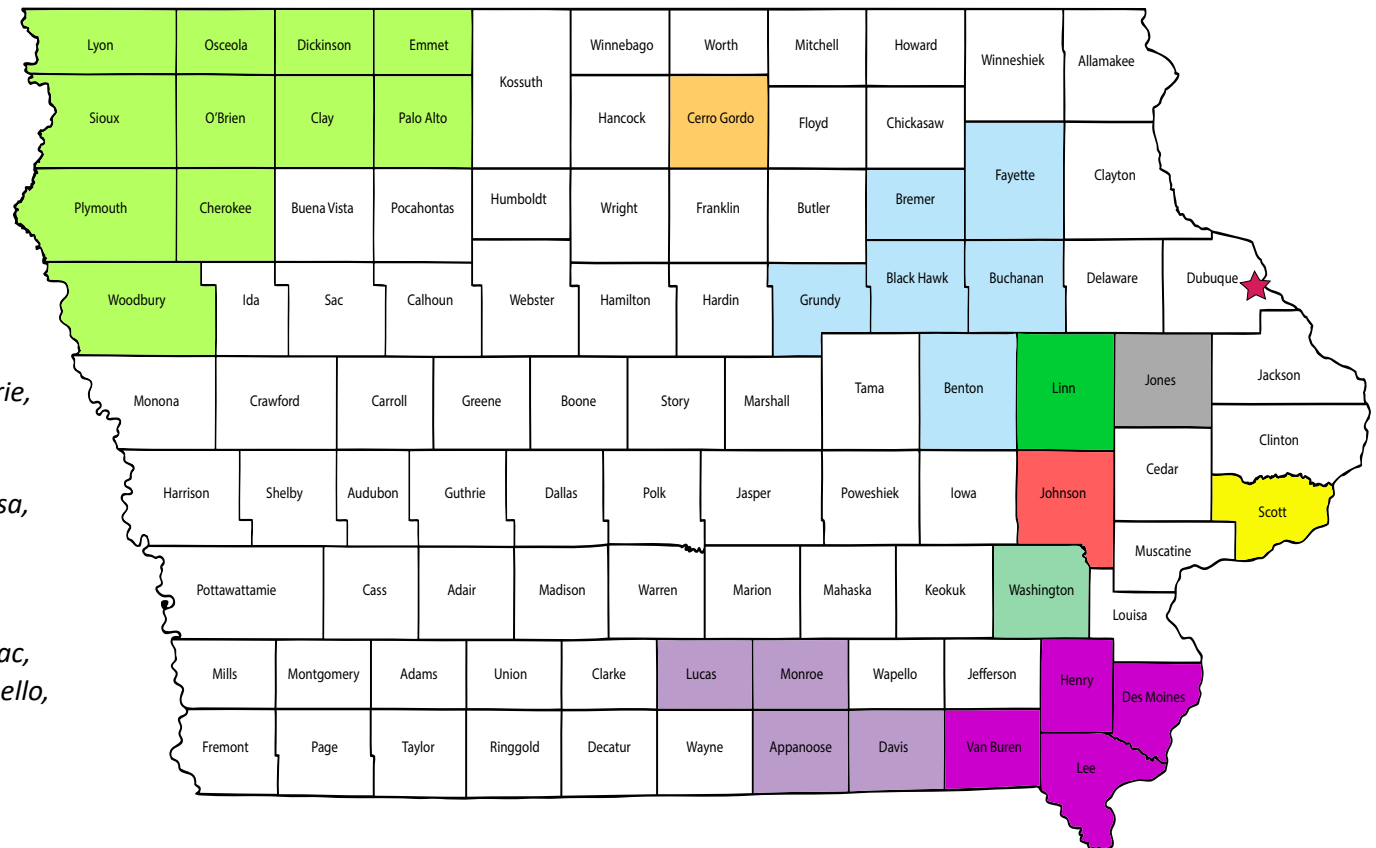 Lyon
Osceola
Dickinson
Emmet
Kossuth
Winnebago
Worth
Mitchell
Howard
Winneshiek
Allamakee
Sioux
O'Brien
Clay
Palo Alto
Hancock
Cerro Gordo
Floyd
Chickasaw
Fayette
Clayton
Plymouth
Cherokee
Buena Vista
Pocahontas
Humboldt
Wright
Franklin
Butler
Bremer
Woodbury
Ida
Sac
Calhoun
Webster
Hamilton
Hardin
Grundy
Black Hawk
Buchanan
Delaware
Dubuque
rie,
Monona
Crawford
Carroll
Greene
Boone
Story
Marshall
Tama
Benton
Linn
Jones
Jackson
Clinton
sa,
Harrison
Shelby
Audubon
Guthrie
Dallas
Polk
Jasper
Poweshiek
Iowa
Johnson
Cedar
Scott
Muscatine
Pottawattamie
Cass
Adair
Madison
Warren
Marion
Mahaska
Keokuk
Washington
Louisa
ac,
ello,
Mills
Montgomery
Adams
Union
Clarke
Lucas
Monroe
Wapello
Jefferson
Henry
Des Moines
Fremont
Page
Taylor
Ringgold
Decatur
Wayne
Appanoose
Davis
Van Buren
Lee